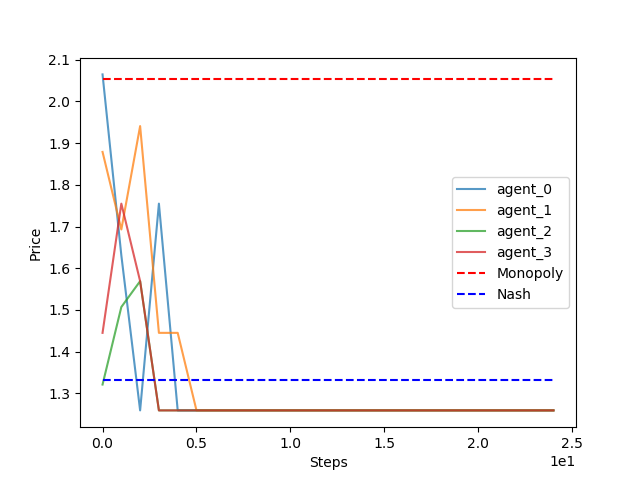 2.1
2.0
1.9
1.8
1.7
1.6
1.5
1.4
1.3
Price
agent_0
agent_1
agent_2
agent_3
Monopoly
Nash
0.0 0.5 1.0 1.5 2.0 2.5
Steps
1e1